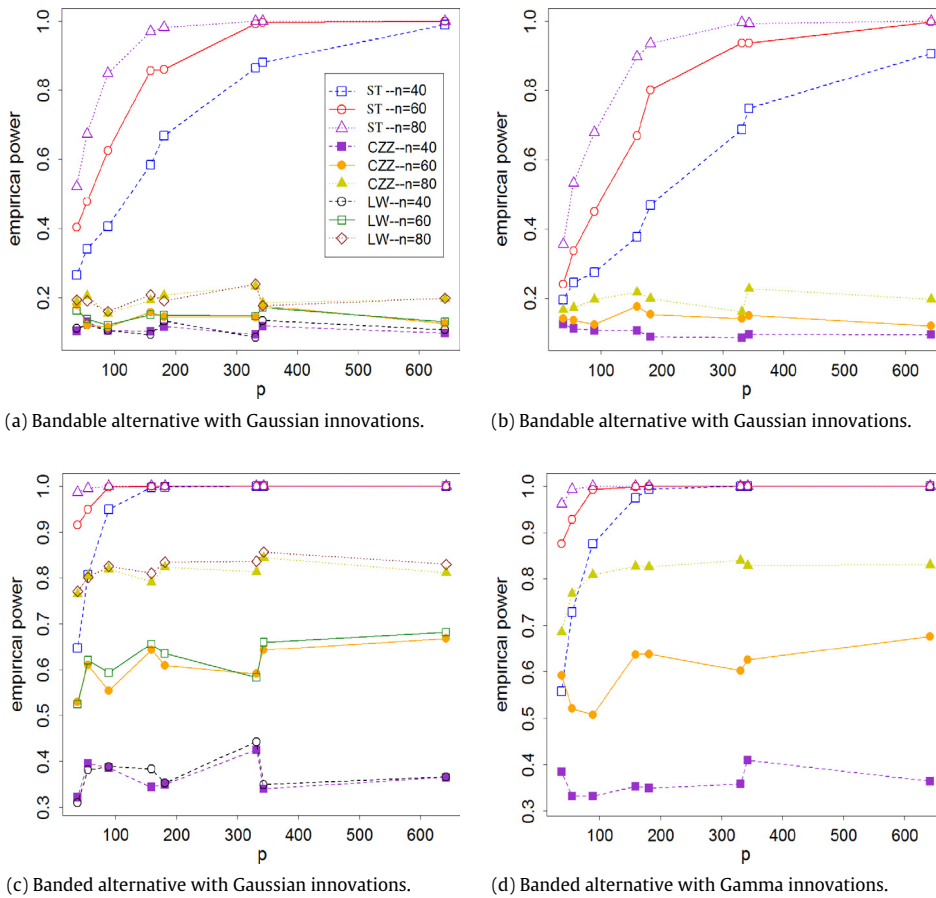 1.0
0.8
0.6
0.4
0.2
empirical power
ST --n=40
ST --n=60
ST --n=80
CZZ--n=40
CZZ--n=60
CZZ--n=80
LW--n=40
LW--n=60
LW--n=80
100 200 300 400 500 600
p
(a) Bandable alternative with Gaussian innovations.
1.0
0.8
0.6
0.4
0.2
empirical power
100 200 300 400 500 600
p
(b) Bandable alternative with Gaussian innovations.
1.0
0.9
0.8
0.7
0.6
0.5
0.4
0.3
empirical power
100 200 300 400 500 600
p
(c) Banded alternative with Gaussian innovations.
1.0
0.9
0.8
0.7
0.6
0.5
0.4
0.3
empirical power
100 200 300 400 500 600
p
(d) Banded alternative with Gamma innovations.